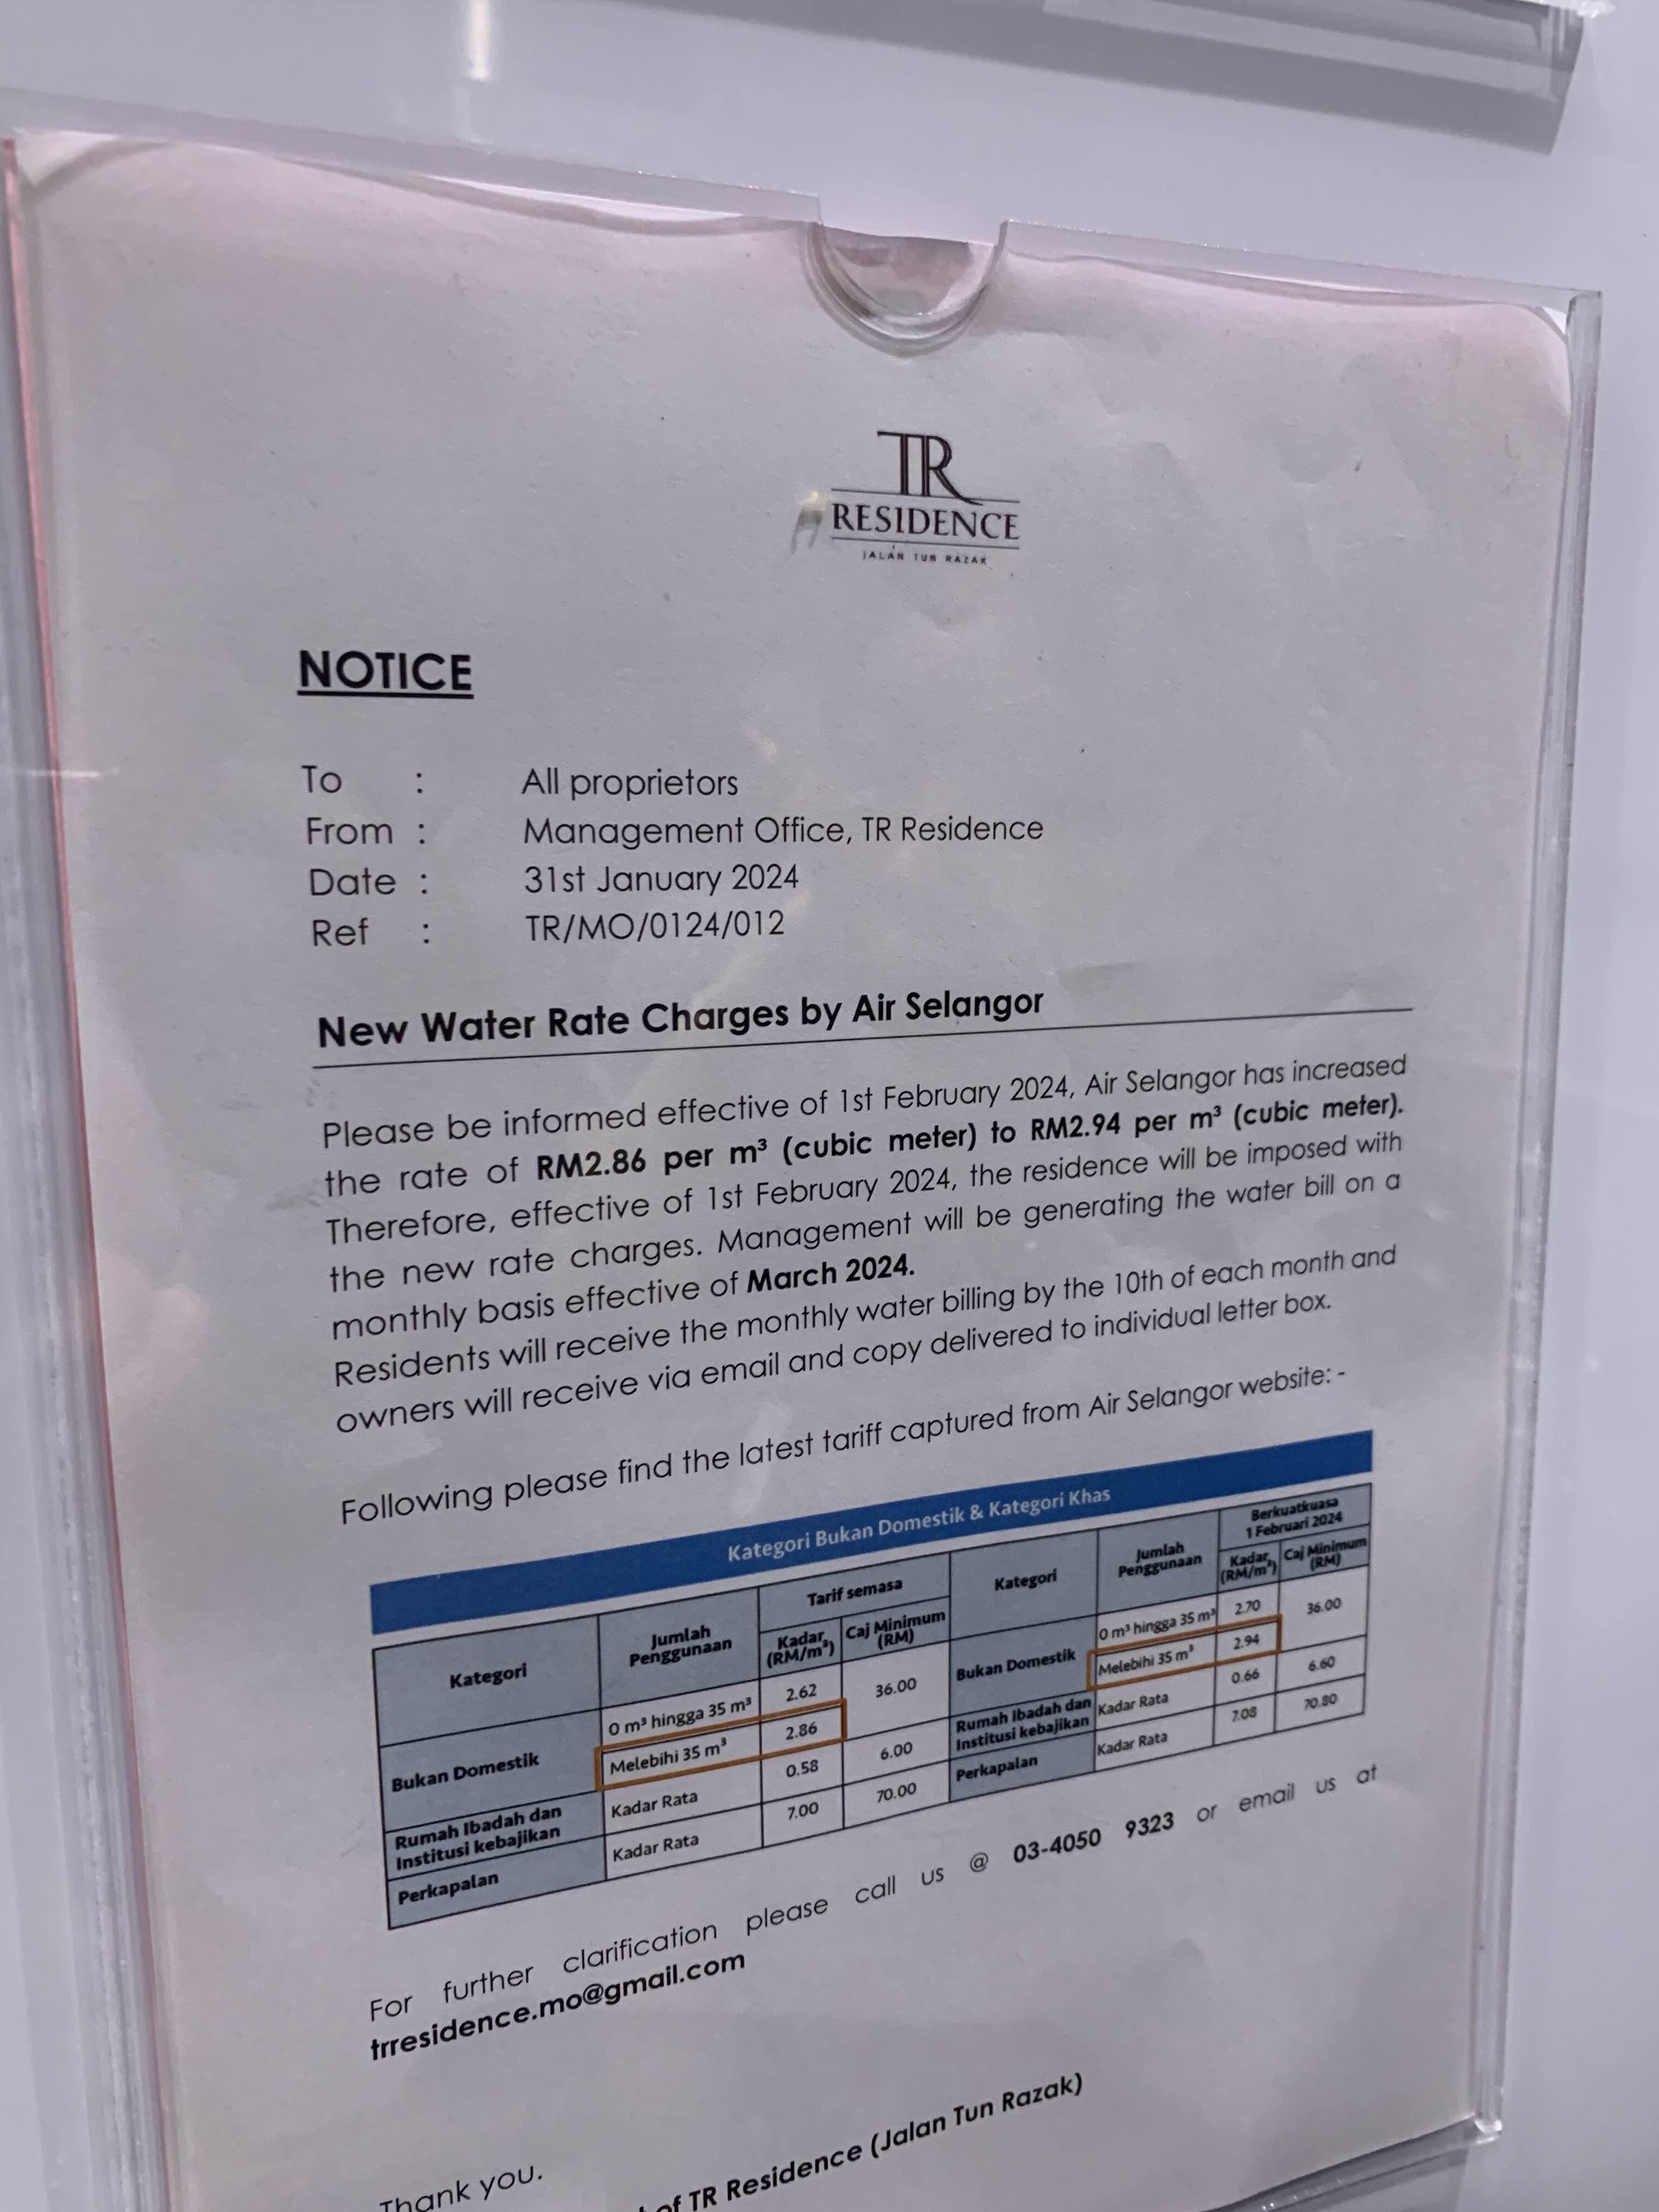 TR
RESIDENCE
JALAN TUN RAZAK
NOTICE
To : All proprietors
From : Management Office, TR Residence
Date : 31st January 2024
Ref : TR/MO/0124/012
New Water Rate Charges by Air Selangor
Please be informed effective of 1st February 2024, Air Selangor has increased
the rate of RM2.86 per m³ (cubic meter) to RM2.94 per m³ (cubic meter).
Therefore, effective of 1st February 2024, the residence will be imposed with
the new rate charges. Management will be generating the water bill on a
monthly basis effective of March 2024.
Residents will receive the monthly water billing by the 10th of each month and
owners will receive via email and copy delivered to individual letter box.
Following please find the latest tariff captured from Air Selangor website: -
Kategori Bukan Domestik & Kategori Khas
Kategori
Jumlah
Penggunaan
Tarif semasa
Kadar
(RM/m³)
Caj Minimum
(RM)
Bukan Domestik
0 m³ hingga 35 m³ 2.62 36.00
Melebihi 35 m³ 2.86
Rumah Ibadah dan
Institusi kebajikan
Kadar Rata 0.58 6.00
Perkapalan
Kadar Rata 7.00 70.00
Kategori
Jumlah
Penggunaan
Berkuatkuasa
1 Februari 2024
Kadar
(RM/m³)
Caj Minimum
(RM)
Bukan Domestik
0 m³ hingga 35 m³ 2.70 36.00
Melebihi 35 m³ 2.94
Rumah Ibadah dan
Institusi kebajikan
Kadar Rata 0.66 6.60
Perkapalan
Kadar Rata 7.08 70.80
For further clarification please call us @ 03-4050 9323 or email us at
trresidence.mo@gmail.com
Thank you.
of TR Residence (Jalan Tun Razak)